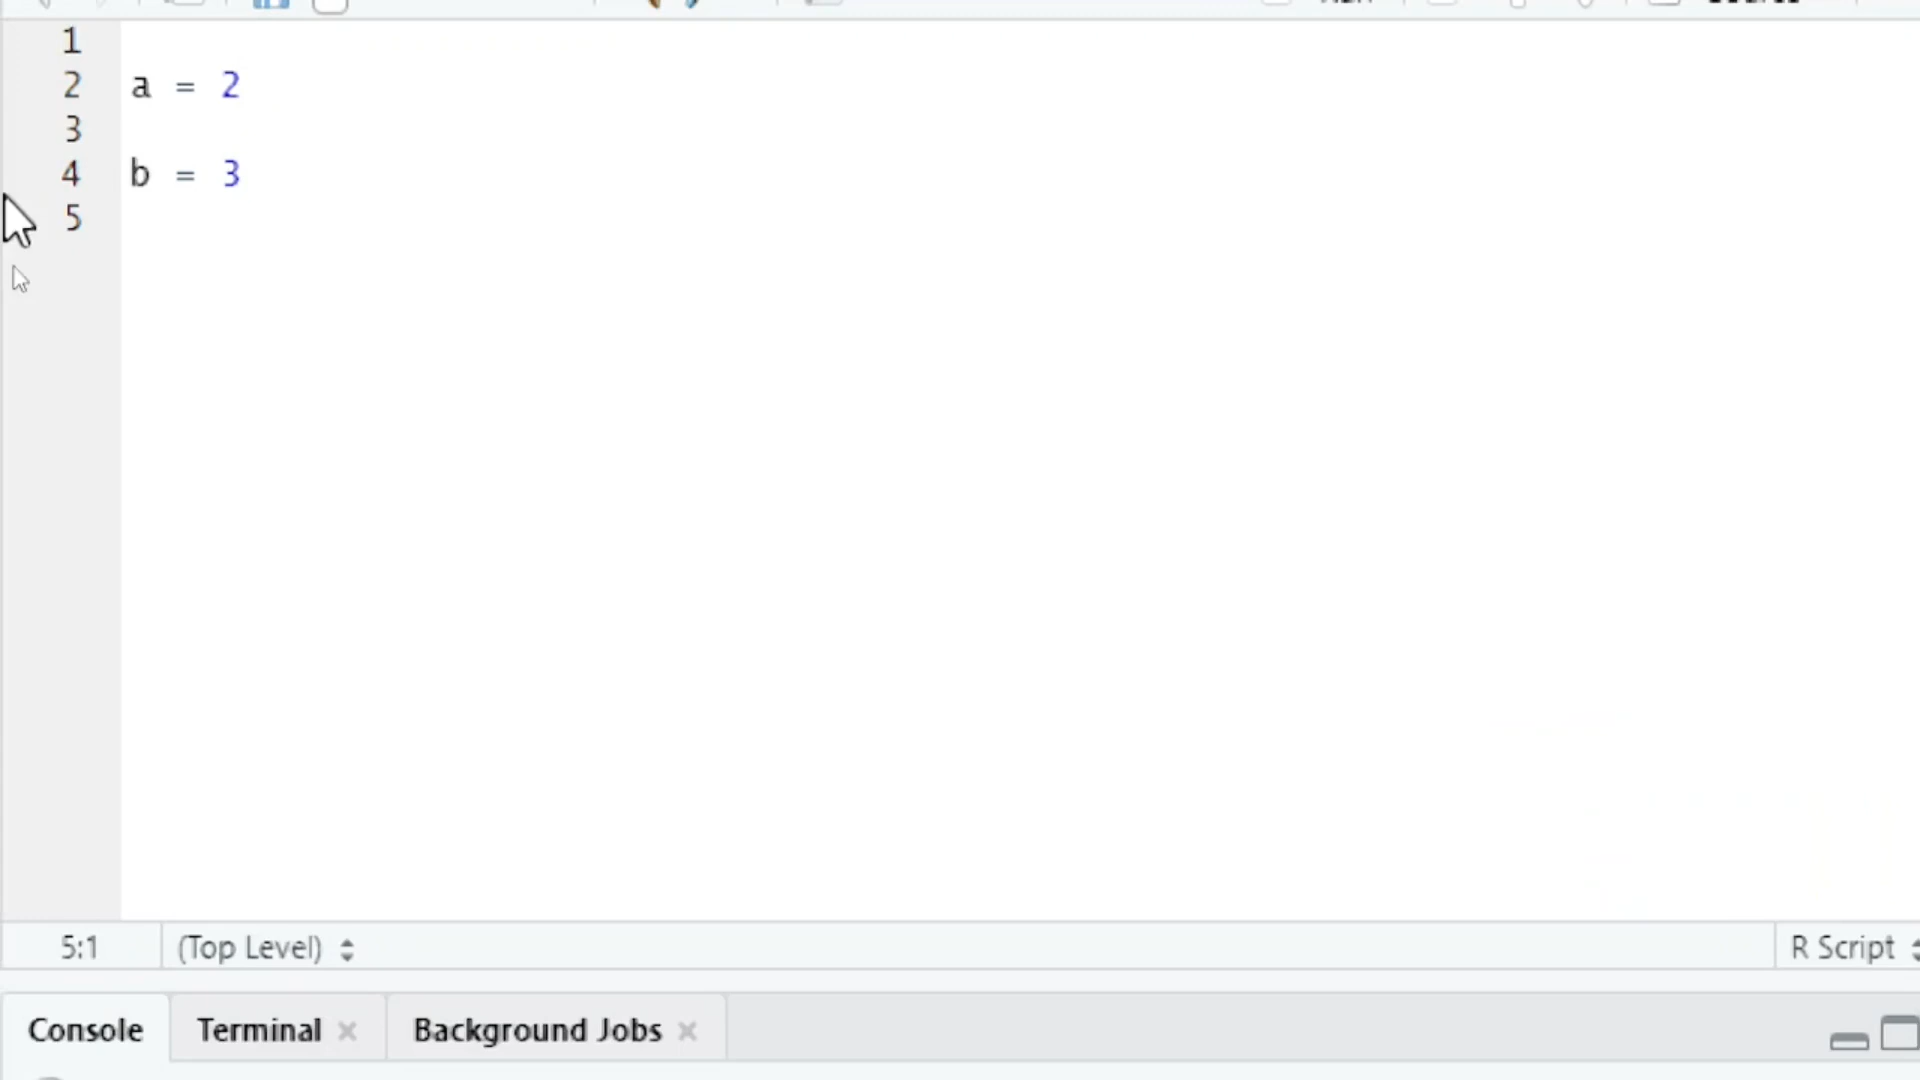 1
2 a = 2
3
4 b = 3
5
5:1 (Top Level) R Script
Console Terminal Background Jobs